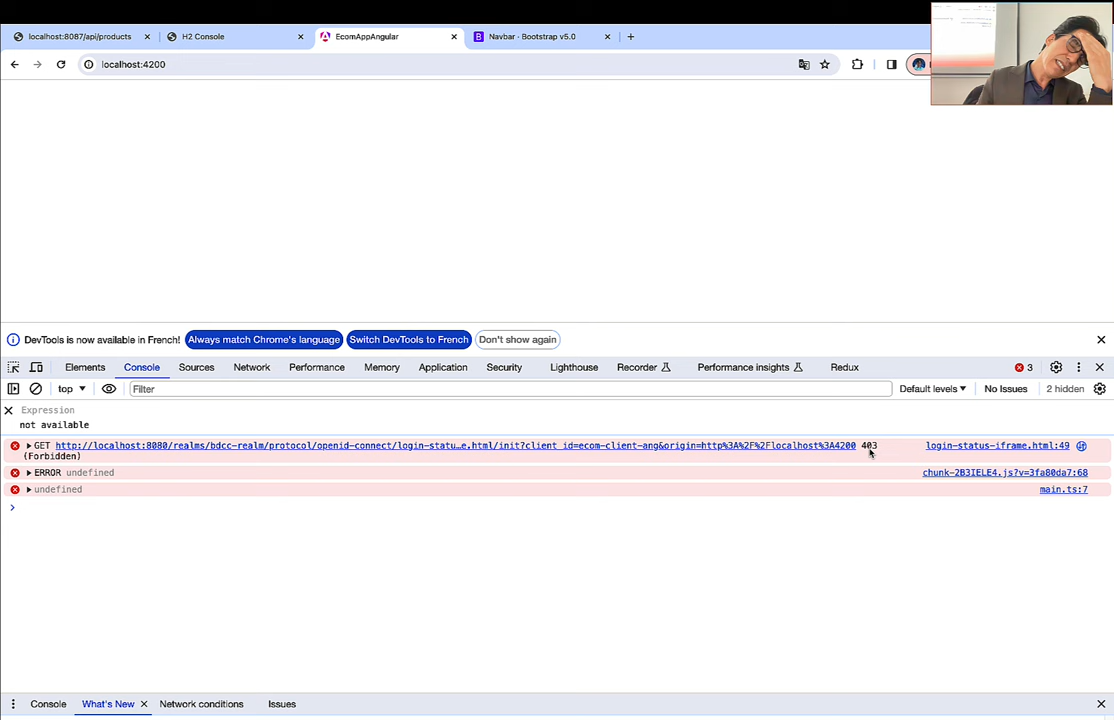 localhost:8087/api/products
H2 Console
EcomAppAngular
Navbar · Bootstrap v5.0
localhost:4200
DevTools is now available in French!
Always match Chrome's language
Switch DevTools to French
Don't show again
Elements
Console
Sources
Network
Performance
Memory
Application
Security
Lighthouse
Recorder
Performance insights
Redux
3
top
Filter
Default levels
No Issues
2 hidden
Expression
not available
GET http://localhost:8080/realms/bdcc-realm/protocol/openid-connect/login-statu…e.html/init?client_id=ecom-client-ang&origin=http%3A%2F%2Flocalhost%3A4200 403
login-status-iframe.html:49
(Forbidden)
ERROR undefined
chunk-2B3IELE4.js?v=3fa80da7:68
undefined
main.ts:7
Console
What's New
Network conditions
Issues